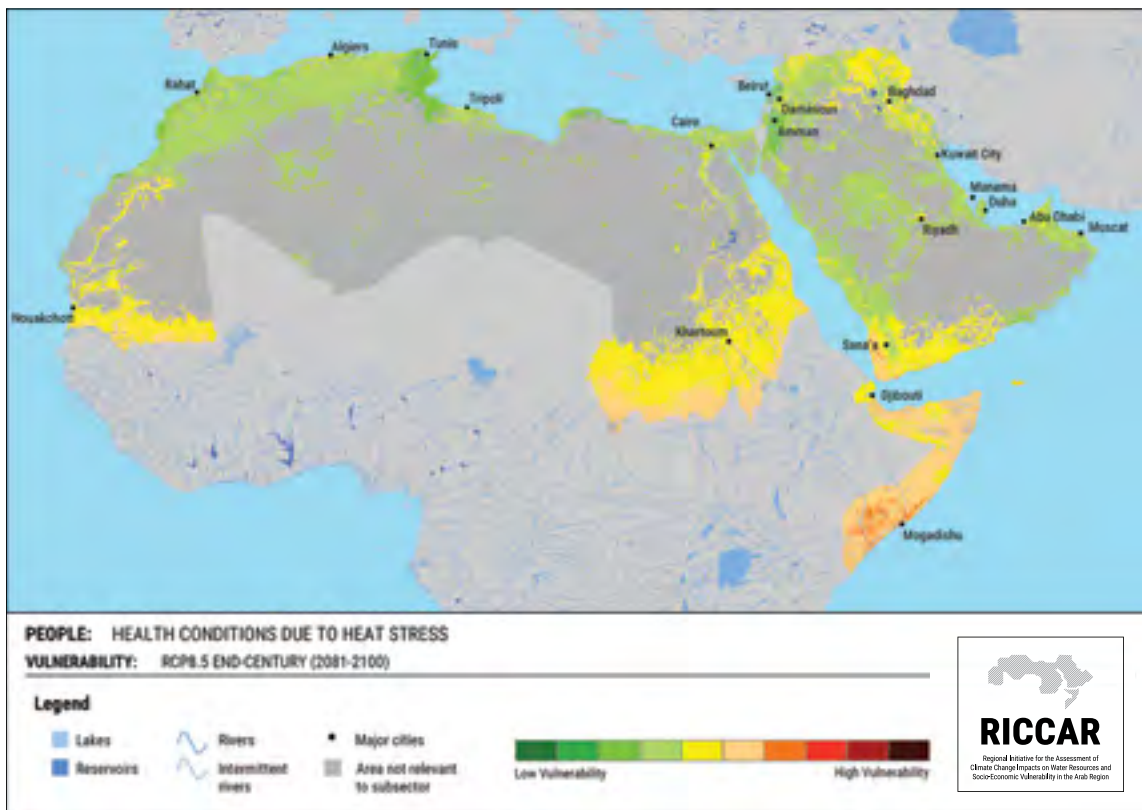 Algiers
Tunis
Rabat
Tripoli
Beirut
Baghdad
Damascus
Amman
Cairo
Kuwait City
Manama
Doha
Abu Dhabi
Muscat
Riyadh
Nouakchott
Khartoum
Sana'a
Djibouti
Mogadishu
PEOPLE: HEALTH CONDITIONS DUE TO HEAT STRESS
VULNERABILITY: RCP8.5 END-CENTURY (2081-2100)
Legend
Lakes
Rivers
Major cities
Reservoirs
Intermittent
rivers
Area not relevant
to subsector
Low Vulnerability
High Vulnerability
RICCAR
Regional Initiative for the Assessment of
Climate Change Impacts on Water Resources and
Socio-Economic Vulnerability in the Arab Region